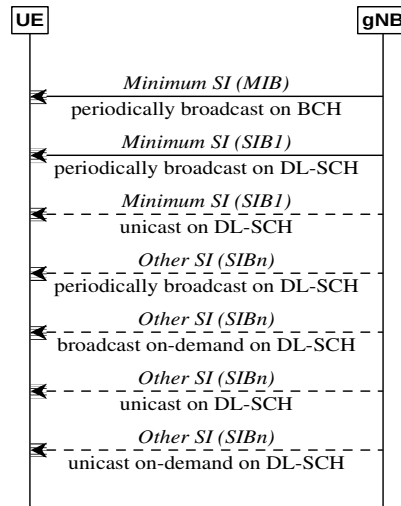 UE gNB
Minimum SI (MIB)
periodically broadcast on BCH
Minimum SI (SIB1)
periodically broadcast on DL-SCH
Minimum SI (SIB1)
unicast on DL-SCH
Other SI (SIBn)
periodically broadcast on DL-SCH
Other SI (SIBn)
broadcast on-demand on DL-SCH
Other SI (SIBn)
unicast on DL-SCH
Other SI (SIBn)
unicast on-demand on DL-SCH